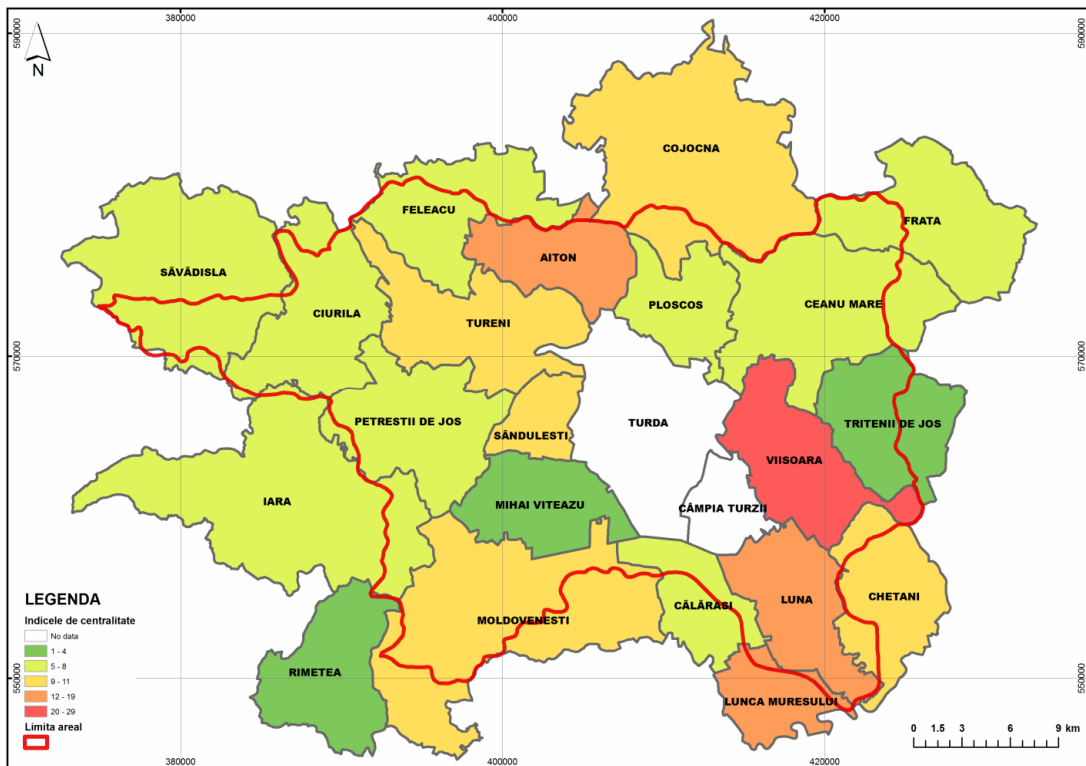 380000
400000
420000
590000
590000
N
COJOCNA
FELEACU
FRATA
AITON
SĂVĂDISLA
PLOSCOS
CEANU MARE
CIURILA
TURENI
570000
570000
PETRESTII DE JOS
TURDA
TRITENII DE JOS
SĂNDULESTI
VIISOARA
IARA
MIHAI VITEAZU
CÂMPIA TURZII
LEGENDA
Indicele de centralitate
No data
1 - 4
5 - 8
9 - 11
12 - 19
20 - 29
Limita areal
LUNA
CHETANI
CĂLĂRASI
MOLDOVENESTI
RIMETEA
550000
550000
LUNCA MURESULUI
0 1.5 3 6 9 km
380000
400000
420000